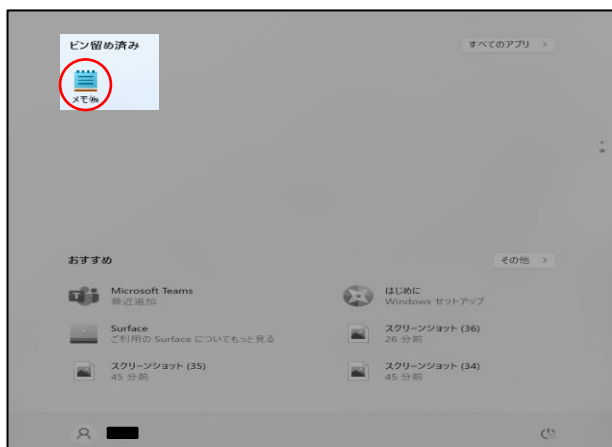 ピン留め済み
すべてのアプリ >
おすすめ
その他 >
Microsoft Teams
最近追加
はじめに
Windows セットアップ
Surface
ご利用の Surface についてもっと見る
スクリーンショット (36)
26 分前
スクリーンショット (35)
45 分前
スクリーンショット (34)
45 分前